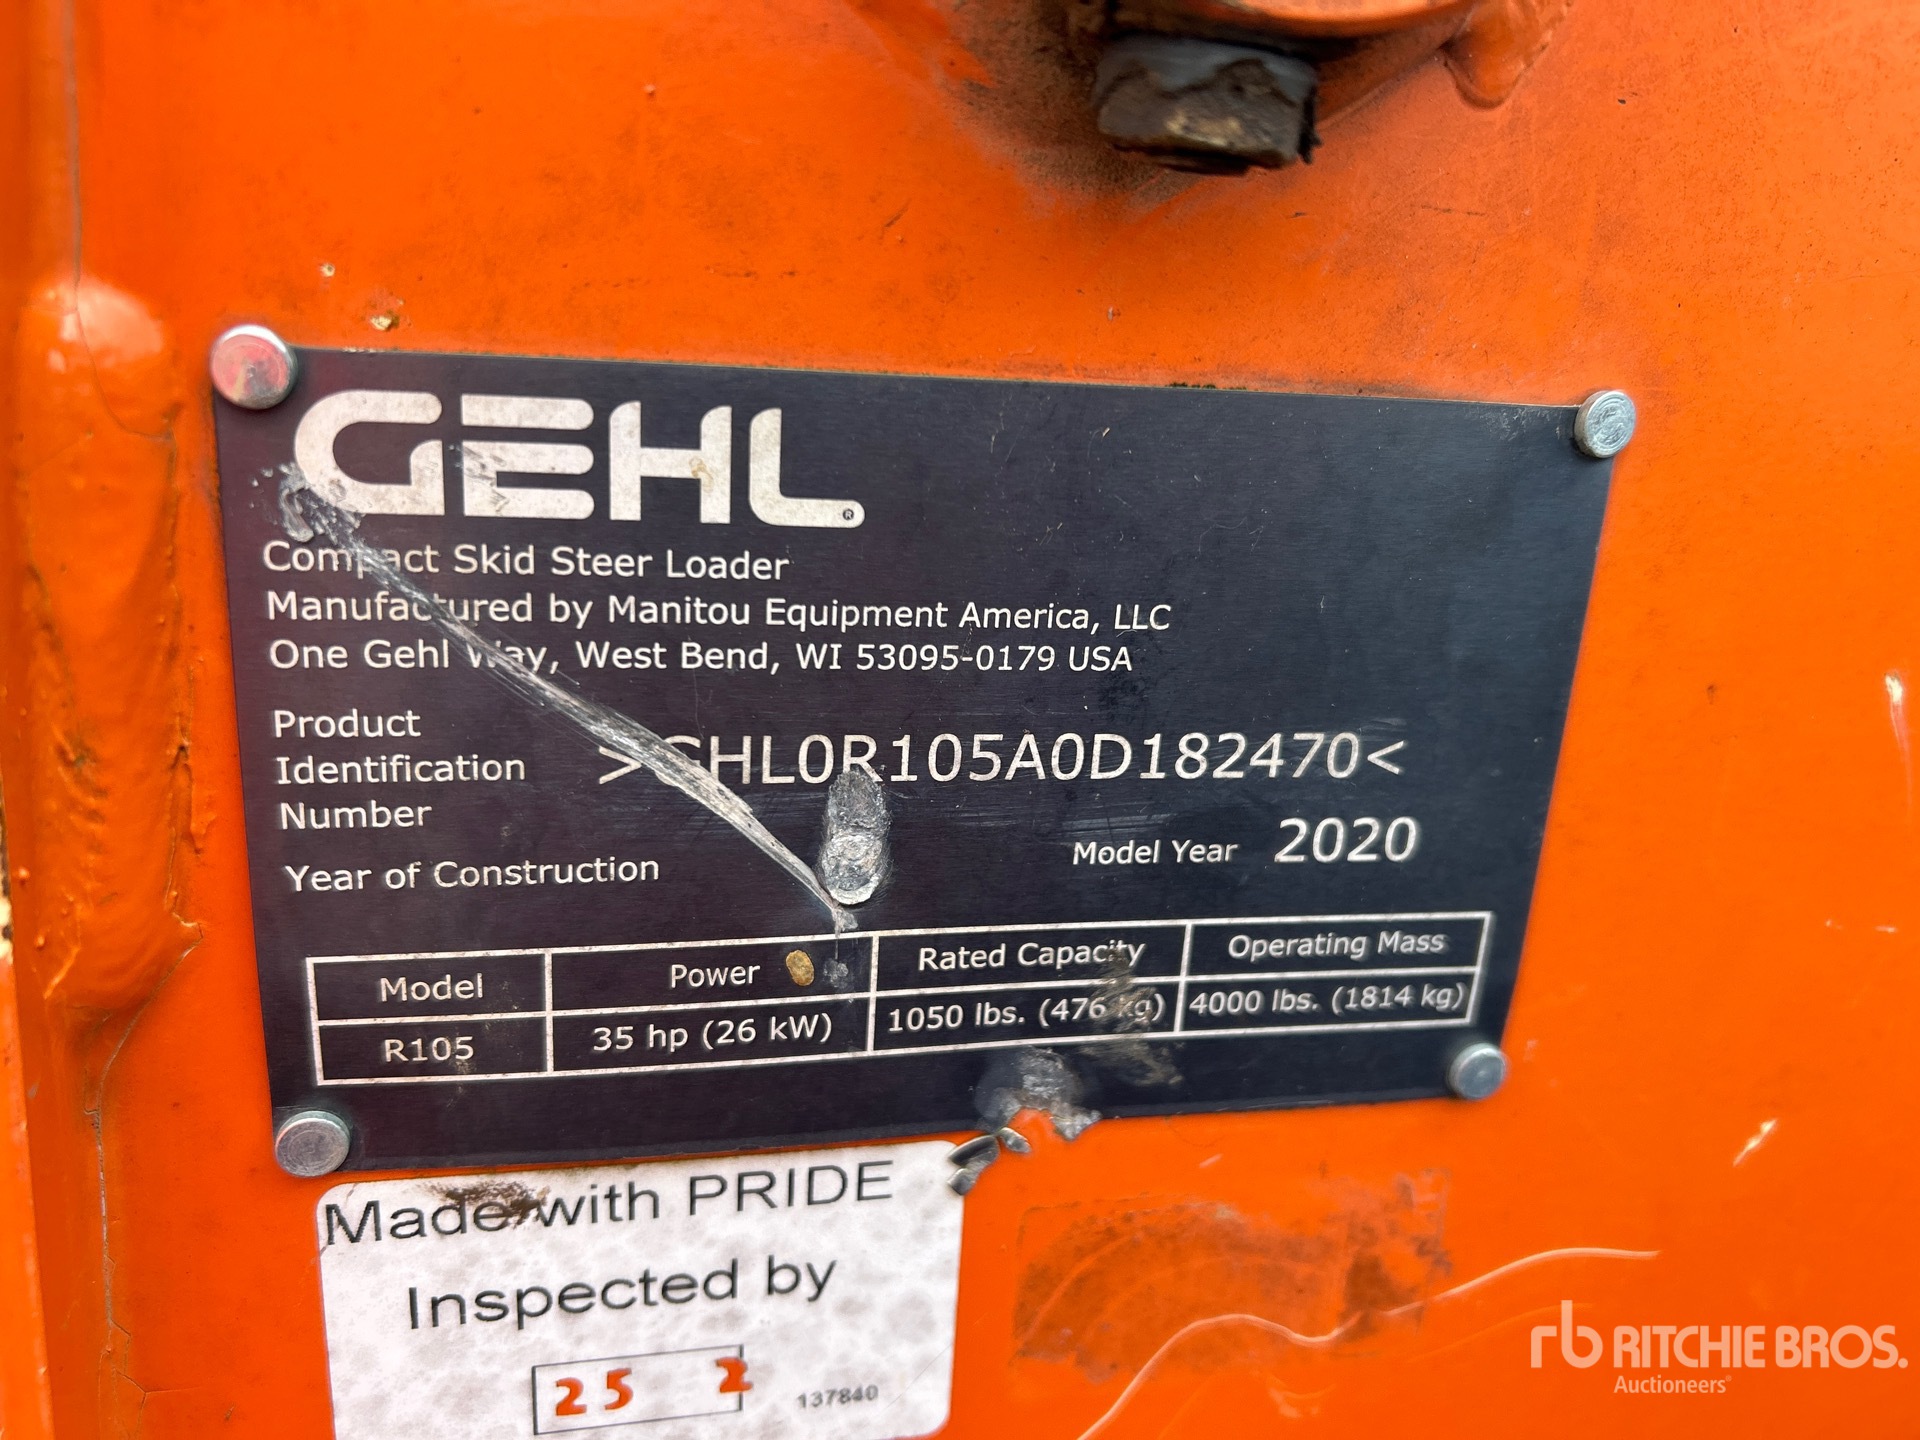 GEHL®
Compact Skid Steer Loader
Manufactured by Manitou Equipment America, LLC
One Gehl Way, West Bend, WI 53095-0179 USA
Product
Identification >GHL0R105A0D182470<
Number
Year of Construction Model Year 2020
Model Power Rated Capacity Operating Mass
R105 35 hp (26 kW) 1050 lbs. (476 kg) 4000 lbs. (1814 kg)
Made with PRIDE
Inspected by
25 2 137840
rb RITCHIE BROS.
Auctioneers